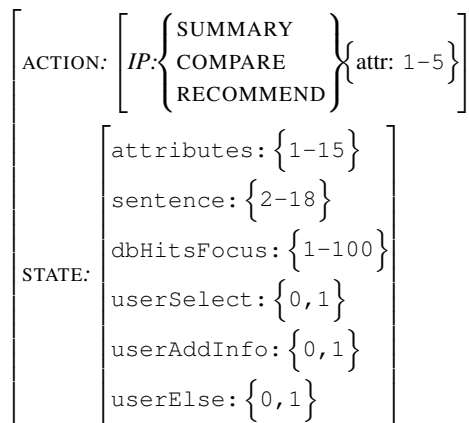 SUMMARY
ACTION: IP: COMPARE attr: 1-5
RECOMMEND
attributes: {1-15}
sentence: {2-18}
dbHitsFocus: {1-100}
STATE:
userSelect: {0,1}
userAddInfo: {0,1}
userElse: {0,1}